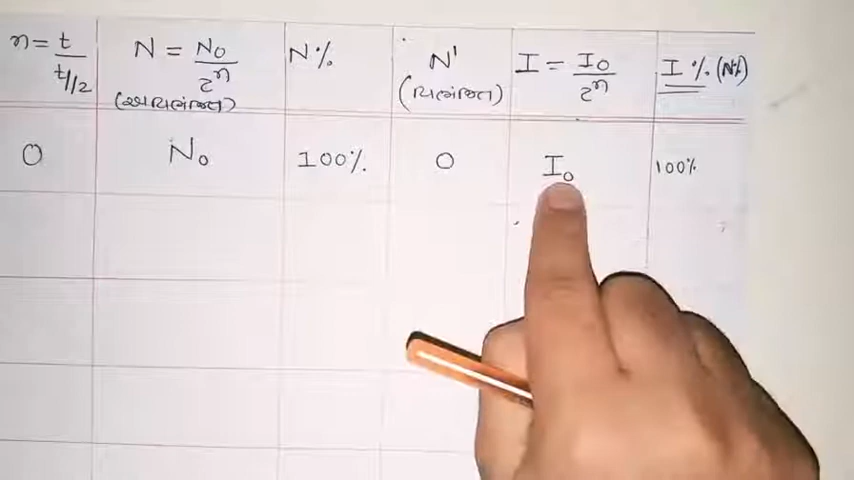 n = t / t1/2
N = N₀ / 2ⁿ
(અવિભંજિત)
N%
N'
(વિભંજિત)
I = I₀ / 2ⁿ
I % (N%)
0
N₀
100%
0
I₀
100%